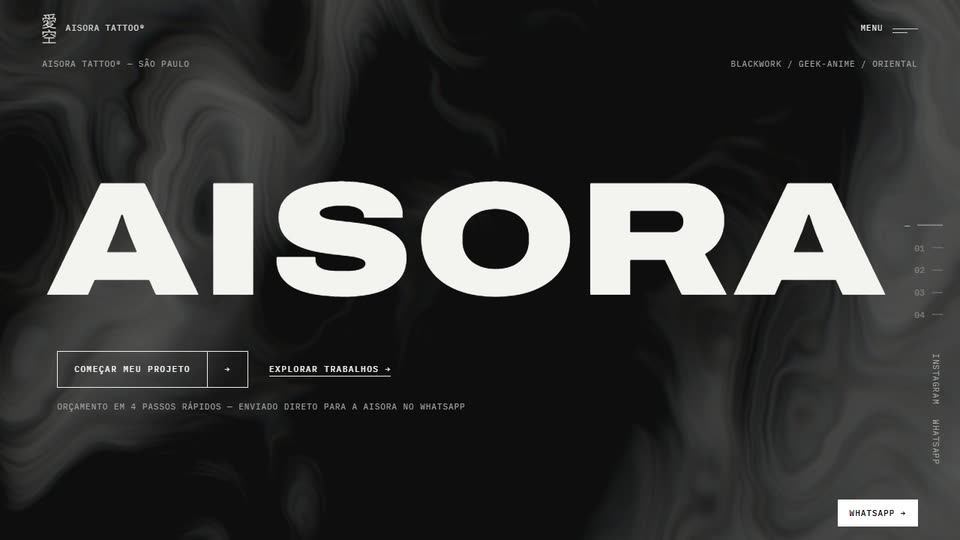 愛空
AISORA TATTOO®
MENU
AISORA TATTOO® — SÃO PAULO
BLACKWORK / GEEK-ANIME / ORIENTAL
AISORA
01
02
03
04
COMEÇAR MEU PROJETO →
EXPLORAR TRABALHOS →
ORÇAMENTO EM 4 PASSOS RÁPIDOS — ENVIADO DIRETO PARA A AISORA NO WHATSAPP
INSTAGRAM WHATSAPP
WHATSAPP →